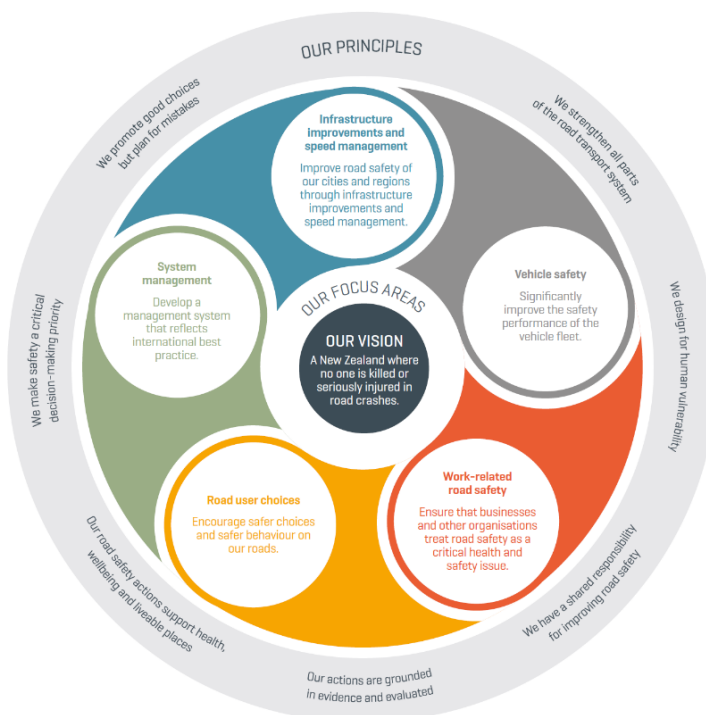 OUR PRINCIPLES
We promote good choices
but plan for mistakes
We strengthen all parts
of the road transport system
We design for human vulnerability
We have a shared responsibility
for improving road safety
Our actions are grounded
in evidence and evaluated
Our road safety actions support health,
wellbeing and liveable places
We make safety a critical
decision-making priority
Infrastructure
improvements and
speed management
Improve road safety of
our cities and regions
through infrastructure
improvements and
speed management.
Vehicle safety
Significantly
improve the safety
performance of the
vehicle fleet.
Work-related
road safety
Ensure that businesses
and other organisations
treat road safety as a
critical health and
safety issue.
Road user choices
Encourage safer choices
and safer behaviour on
our roads.
System
management
Develop a
management system
that reflects
international best
practice.
OUR FOCUS AREAS
OUR VISION
A New Zealand where
no one is killed or
seriously injured in
road crashes.